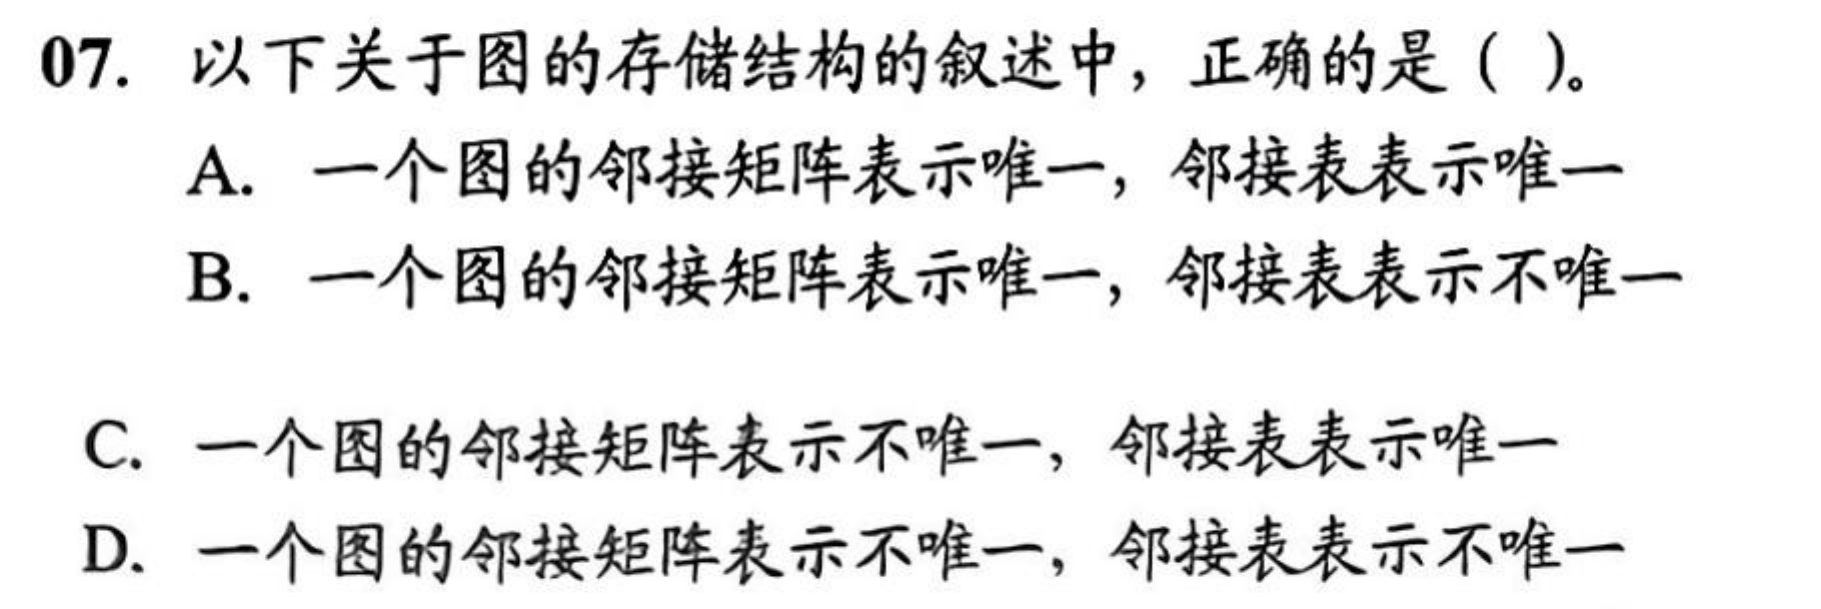 07. 以下关于图的存储结构的叙述中，正确的是（ ）。
A. 一个图的邻接矩阵表示唯一，邻接表表示唯一
B. 一个图的邻接矩阵表示唯一，邻接表表示不唯一
C. 一个图的邻接矩阵表示不唯一，邻接表表示唯一
D. 一个图的邻接矩阵表示不唯一，邻接表表示不唯一